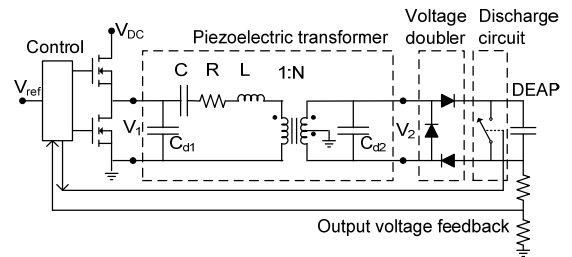 Voltage doubler
Discharge circuit
Piezoelectric transformer
V_DC
Control
DEAP
C R L 1:N
V_ref
V_1
C_d1
C_d2
V_2
Output voltage feedback